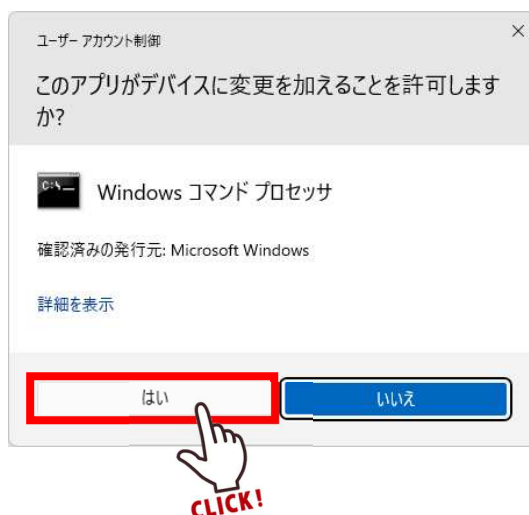 ユーザー アカウント制御
このアプリがデバイスに変更を加えることを許可します
か?
C:\_
Windows コマンド プロセッサ
確認済みの発行元: Microsoft Windows
詳細を表示
はい
いいえ
CLICK!